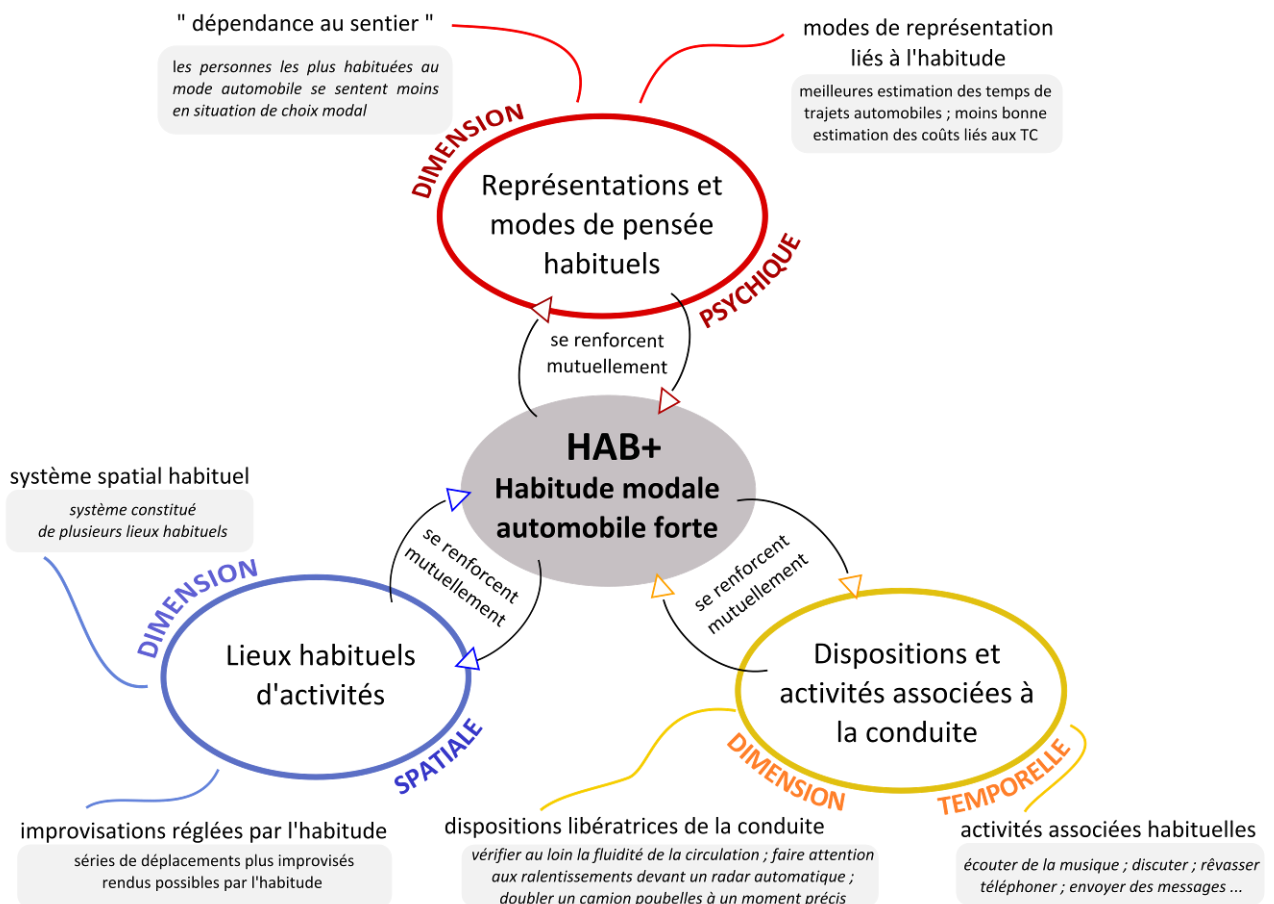 " dépendance au sentier "
les personnes les plus habituées au
mode automobile se sentent moins
en situation de choix modal
modes de représentation
liés à l'habitude
meilleures estimation des temps de
trajets automobiles ; moins bonne
estimation des coûts liés aux TC
DIMENSION
PSYCHIQUE
Représentations et
modes de pensée
habituels
se renforcent
mutuellement
HAB+
Habitude modale
automobile forte
système spatial habituel
système constitué
de plusieurs lieux habituels
se renforcent
mutuellement
se renforcent
mutuellement
DIMENSION
SPATIALE
Lieux habituels
d'activités
Dispositions et
activités associées à
la conduite
DIMENSION
TEMPORELLE
improvisations réglées par l'habitude
séries de déplacements plus improvisés
rendus possibles par l'habitude
dispositions libératrices de la conduite
vérifier au loin la fluidité de la circulation ; faire attention
aux ralentissements devant un radar automatique ;
doubler un camion poubelles à un moment précis
activités associées habituelles
écouter de la musique ; discuter ; rêvasser
téléphoner ; envoyer des messages ...